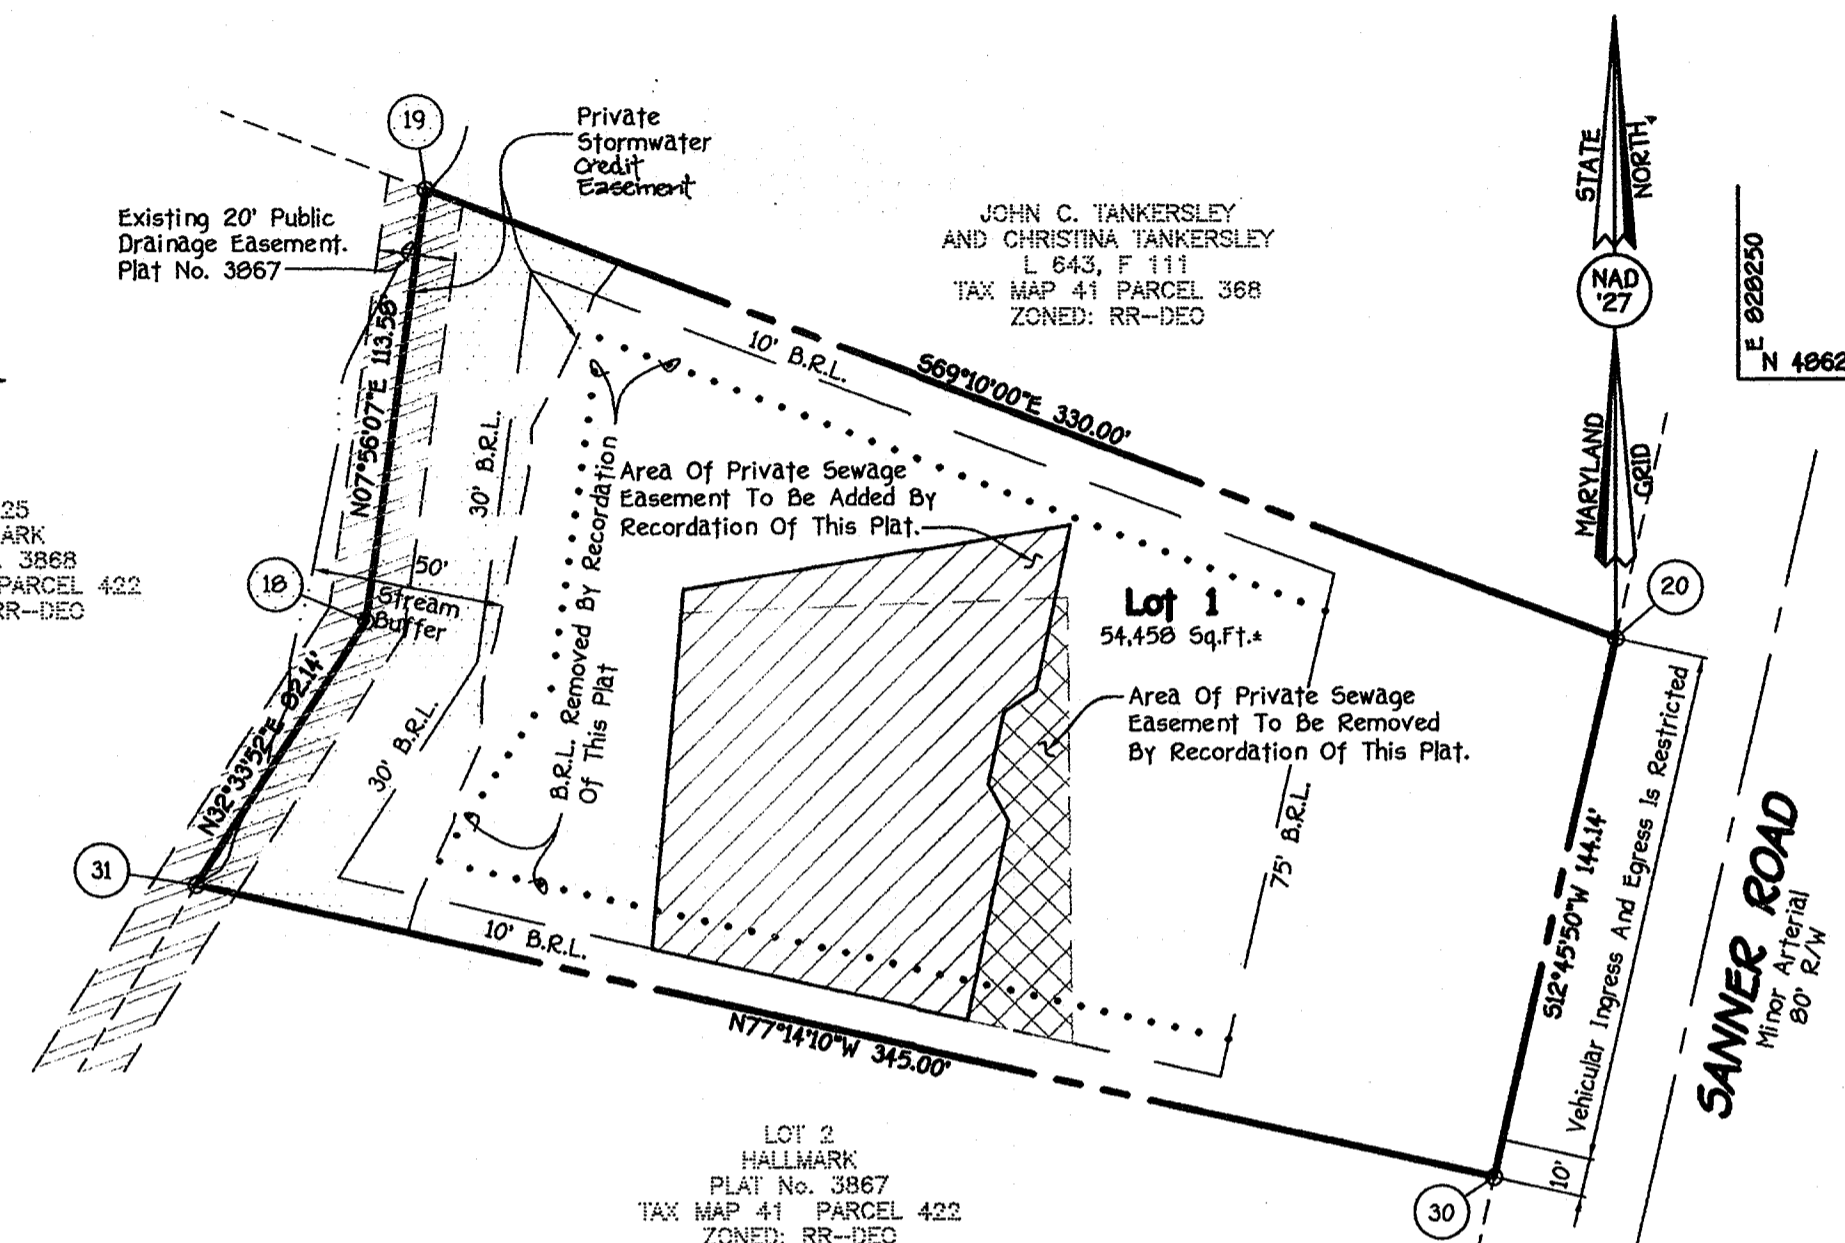 19
Private
Stormwater
Credit
Easement
Existing 20' Public
Drainage Easement.
Plat No. 3867
JOHN C. TANKERSLEY
AND CHRISTINA TANKERSLEY
L 643, F 111
TAX MAP 41 PARCEL 368
ZONED: RR-DEO
STATE
NORTH
NAD
'27
MARYLAND
GRID
E 828250
N 4862
N07°56'07"E 113.58'
10' B.R.L.
S69°10'00"E 330.00'
30' B.R.L.
Area Of Private Sewage
Easement To Be Added By
Recordation Of This Plat.
25
ARK
3868
PARCEL 422
RR-DEO
18
50'
Stream
Buffer
B.R.L. Removed By Recordation
Of This Plat
Lot 1
54,458 Sq.Ft.±
20
Area Of Private Sewage
Easement To Be Removed
By Recordation Of This Plat.
N32°33'52"E 82.14'
30' B.R.L.
75' B.R.L.
S12°45'50"W 144.14'
Vehicular Ingress And Egress Is Restricted
SANNER ROAD
Minor Arterial
80' R/W
31
10' B.R.L.
N77°14'10"W 345.00'
10'
30
LOT 2
HALLMARK
PLAT No. 3867
TAX MAP 41 PARCEL 422
ZONED: RR-DEO